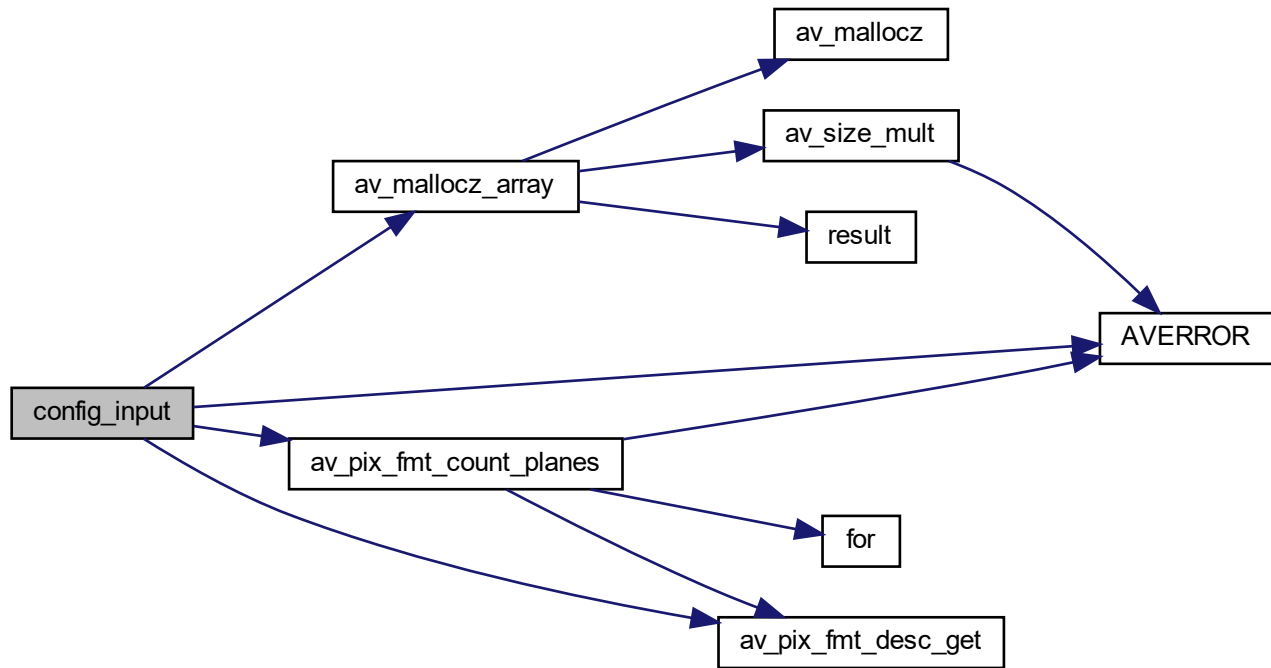 av_mallocz
av_size_mult
av_mallocz_array
result
AVERROR
config_input
av_pix_fmt_count_planes
for
av_pix_fmt_desc_get